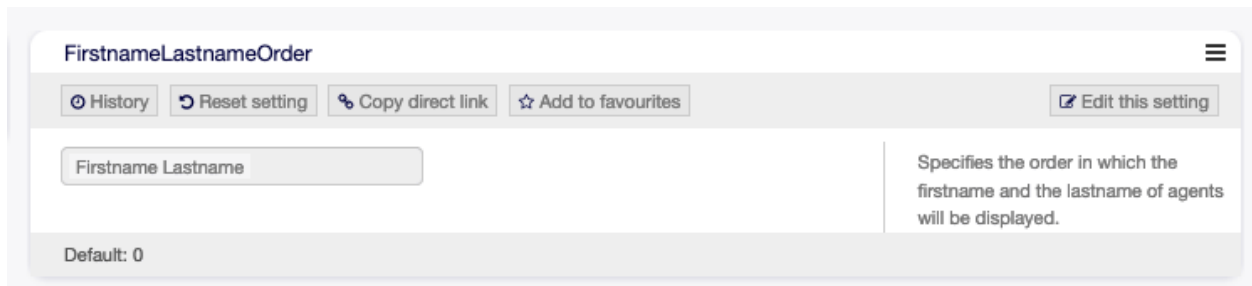 FirstnameLastnameOrder
History Reset setting Copy direct link Add to favourites Edit this setting
Firstname Lastname
Specifies the order in which the
firstname and the lastname of agents
will be displayed.
Default: 0